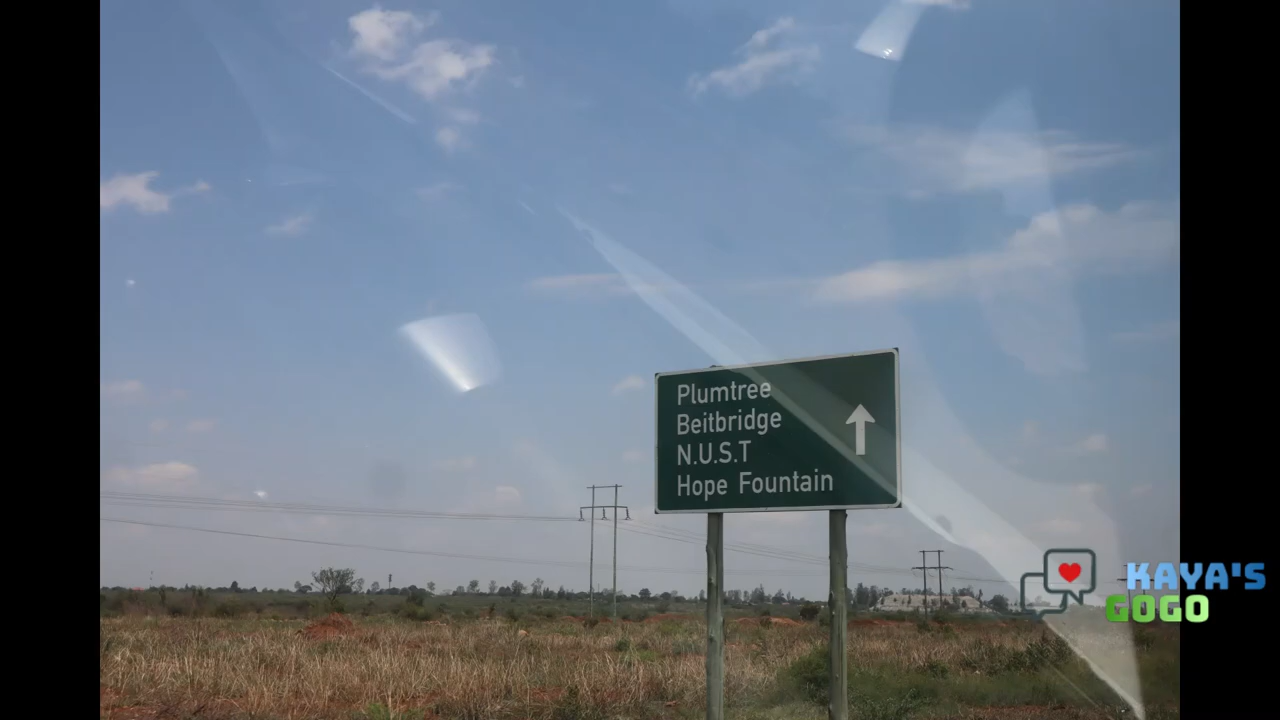 Plumtree
Beitbridge
N.U.S.T
Hope Fountain
KAYA'S
GOGO